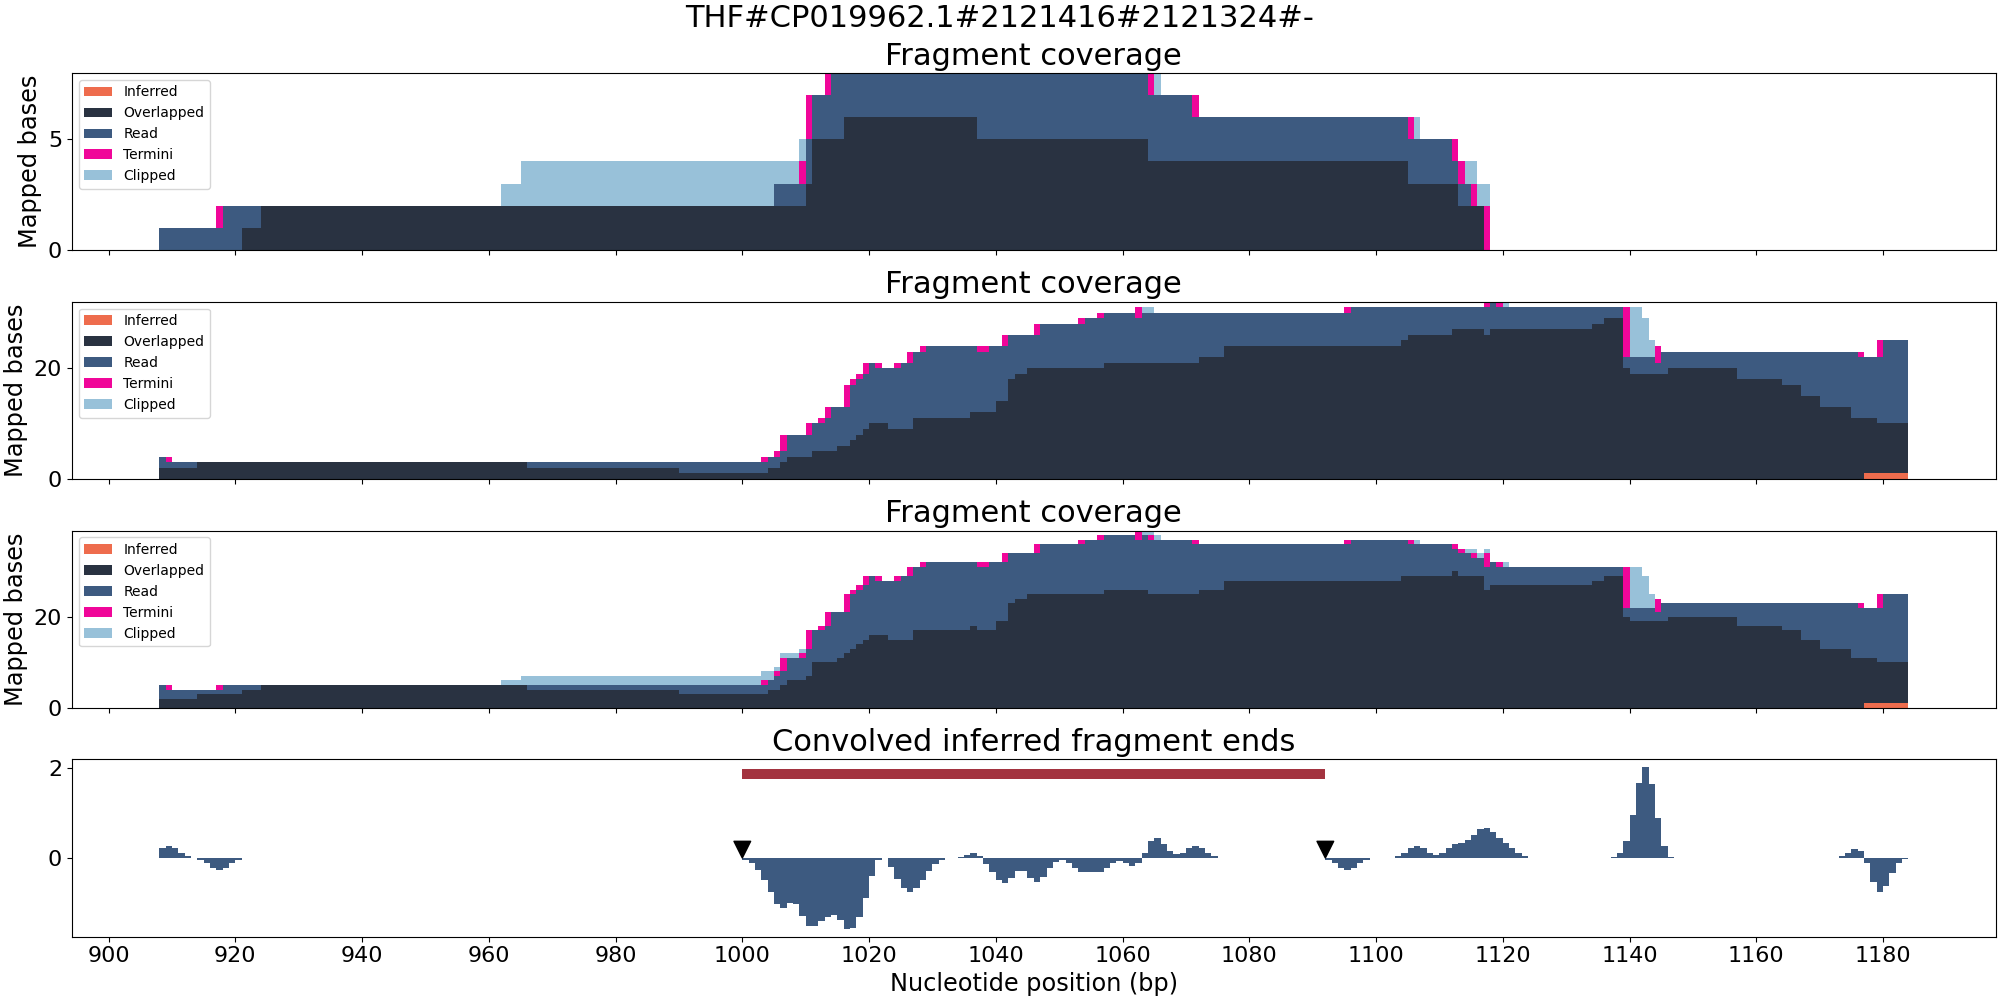 THF#CP019962.1#2121416#2121324#-
Fragment coverage
Mapped bases
5
0
Inferred
Overlapped
Read
Termini
Clipped
Fragment coverage
Mapped bases
20
0
Inferred
Overlapped
Read
Termini
Clipped
Fragment coverage
Mapped bases
20
0
Inferred
Overlapped
Read
Termini
Clipped
Convolved inferred fragment ends
2
0
900 920 940 960 980 1000 1020 1040 1060 1080 1100 1120 1140 1160 1180
Nucleotide position (bp)